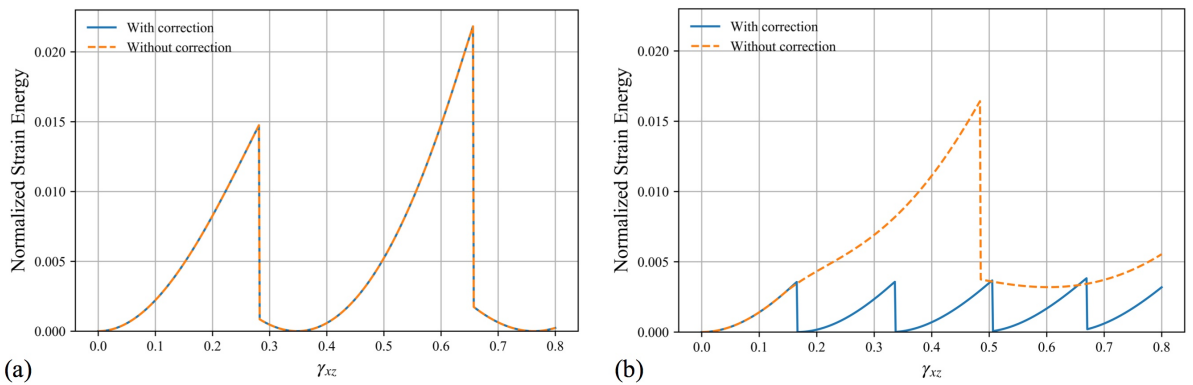 With correction
Without correction
0.020
0.015
0.010
0.005
0.000
Normalized Strain Energy
0.0 0.1 0.2 0.3 0.4 0.5 0.6 0.7 0.8
γxz
(a)
With correction
Without correction
0.020
0.015
0.010
0.005
0.000
Normalized Strain Energy
0.0 0.1 0.2 0.3 0.4 0.5 0.6 0.7 0.8
γxz
(b)